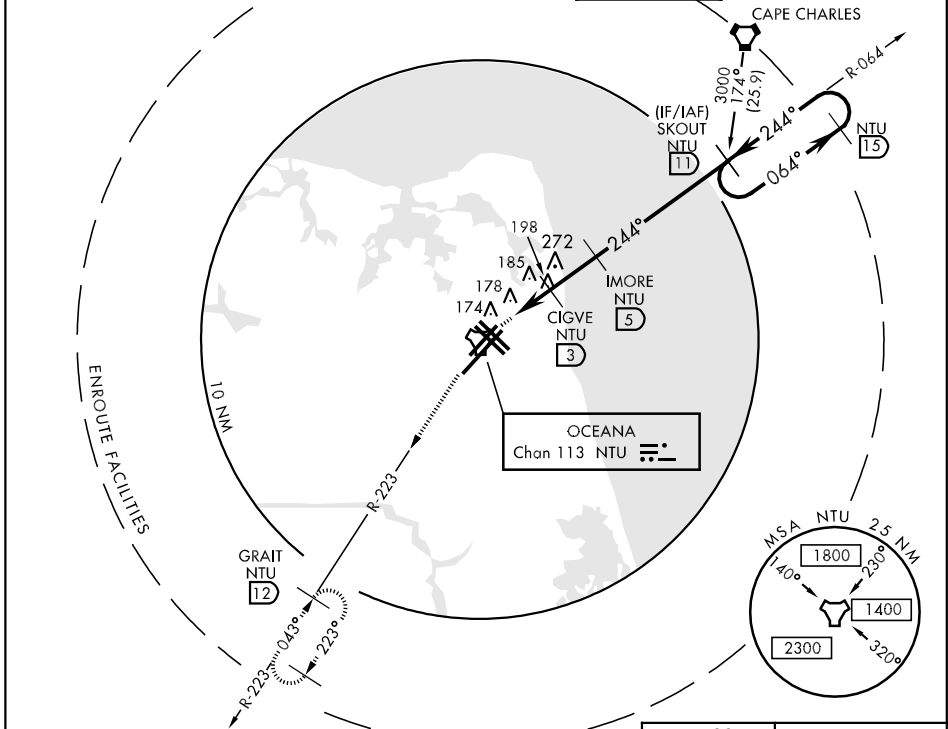 CAPE CHARLES
R-064
3000
174°
(25.9)
(IF/IAF)
SKOUT
NTU
11
244°
064°
NTU
15
244°
198
272
185
178
174
IMORE
NTU
5
CIGVE
NTU
3
10 NM
ENROUTE FACILITIES
OCEANA
Chan 113 NTU
R-223
GRAIT
NTU
12
043°
223°
R-223
MSA NTU 25 NM
1800
140°
230°
1400
2300
320°